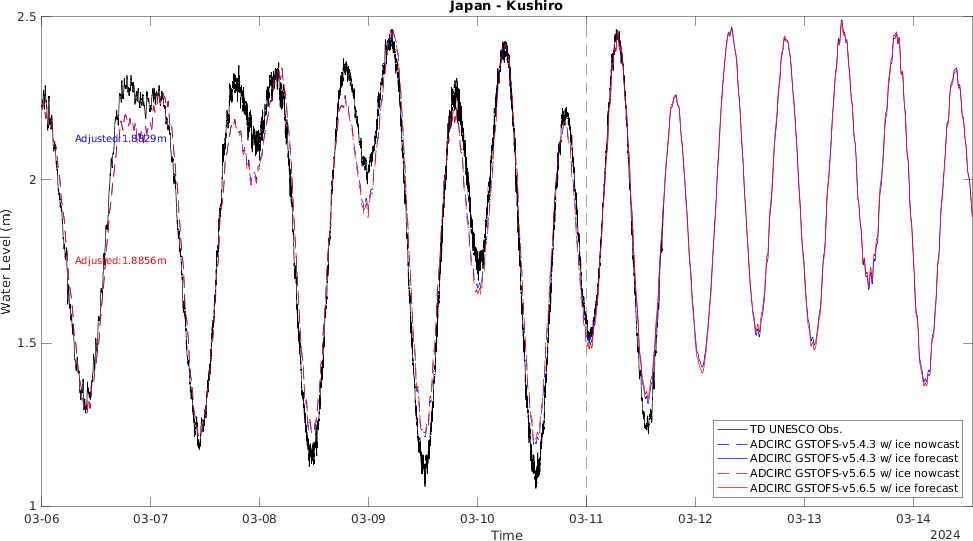 Japan - Kushiro
2.5
2
1.5
1
Water Level (m)
Adjusted:1.8829m
Adjusted:1.8856m
TD UNESCO Obs.
ADCIRC GSTOFS-v5.4.3 w/ ice nowcast
ADCIRC GSTOFS-v5.4.3 w/ ice forecast
ADCIRC GSTOFS-v5.6.5 w/ ice nowcast
ADCIRC GSTOFS-v5.6.5 w/ ice forecast
03-06 03-07 03-08 03-09 03-10 03-11 03-12 03-13 03-14
Time
2024